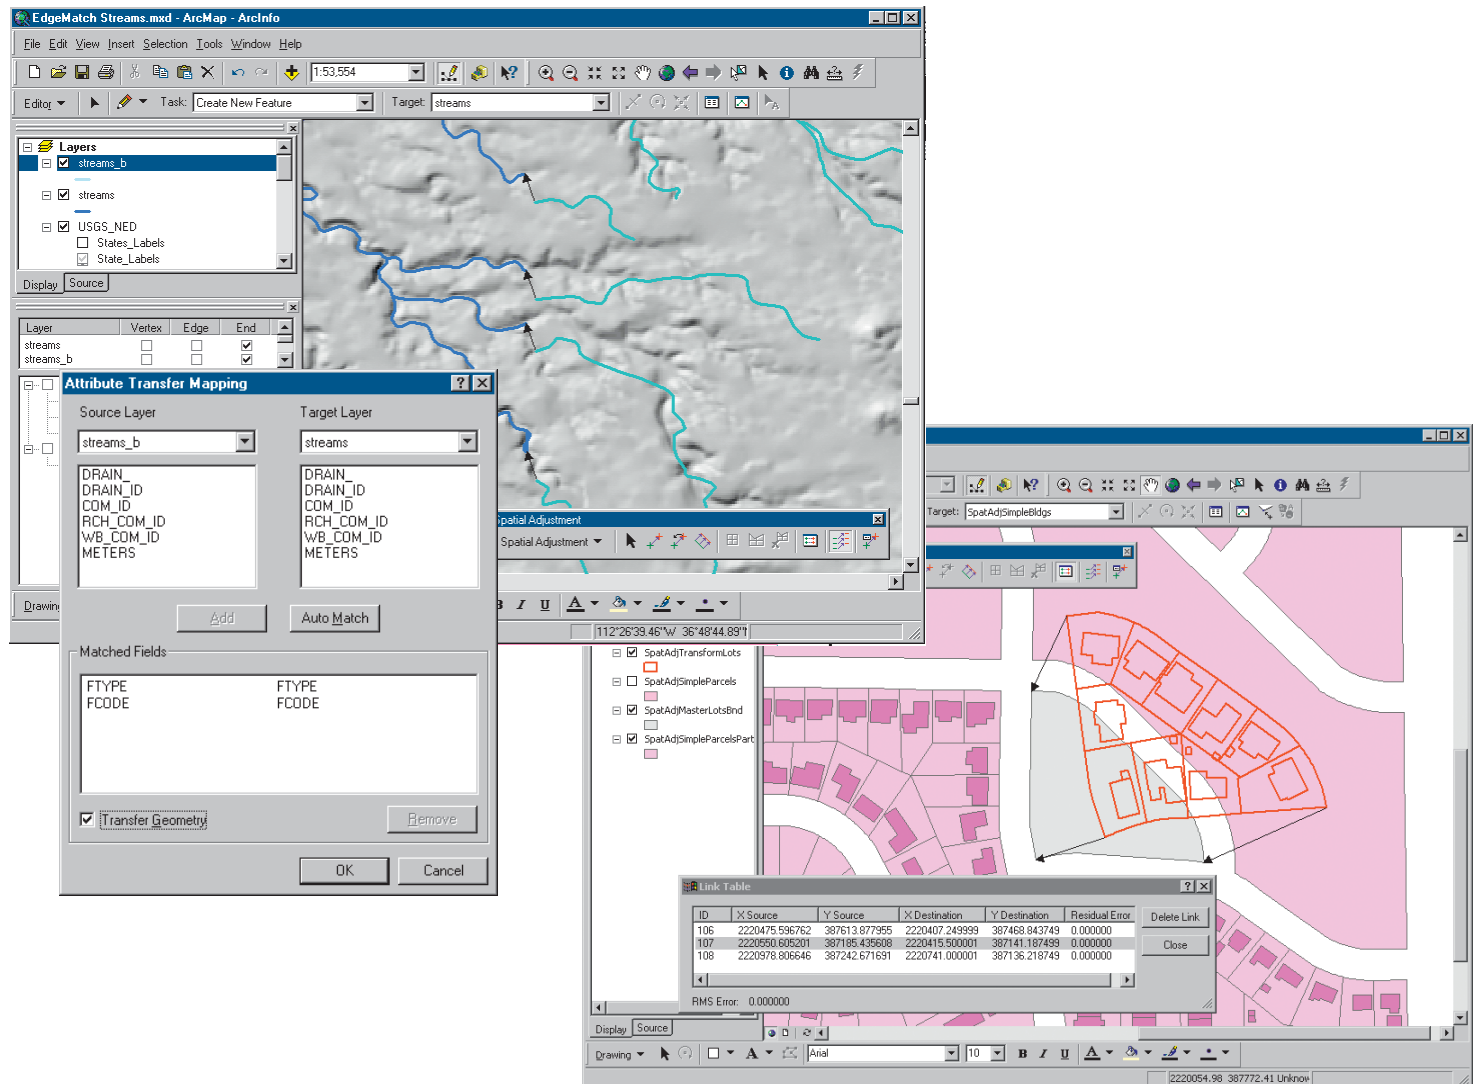 EdgeMatch Streams.mxd - ArcMap - ArcInfo
File Edit View Insert Selection Tools Window Help
1:53,554
Editor Task: Create New Feature Target: streams
Layers
streams_b
streams
USGS_NED
States_Labels
State_Labels
Display Source
Layer Vertex Edge End
streams
streams_b
Attribute Transfer Mapping
Source Layer Target Layer
streams_b streams
DRAIN_ DRAIN_
DRAIN_ID DRAIN_ID
COM_ID COM_ID
RCH_COM_ID RCH_COM_ID
WB_COM_ID WB_COM_ID
METERS METERS
Add Auto Match
Matched Fields
FTYPE FTYPE
FCODE FCODE
Transfer Geometry Remove
OK Cancel
Spatial Adjustment
Spatial Adjustment
Drawing
B I U A
112°26'39.46"W 36°48'44.89"
Target: SpatAdjSimpleBldgs
SpatAdjTransformLots
SpatAdjSimpleParcels
SpatAdjMasterLotsBnd
SpatAdjSimpleParcelsPart
Link Table
ID X Source Y Source X Destination Y Destination Residual Error
106 2220475.596762 387613.877955 2220407.249999 387468.843749 0.000000
107 2220550.605201 387185.435608 2220415.500001 387141.187499 0.000000
108 2220978.806646 387242.671691 2220741.000001 387136.218749 0.000000
Delete Link
Close
RMS Error: 0.000000
Display Source
Drawing A Arial 10 B I U A
2220054.98 387772.41 Unknow